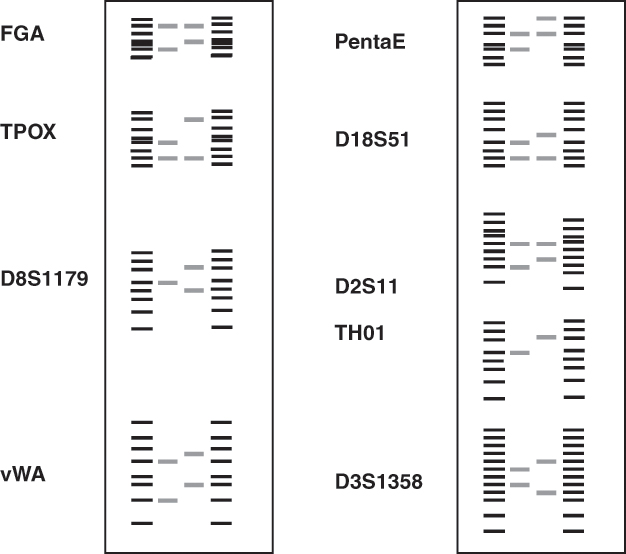 FGA
TPOX
D8S1179
vWA
PentaE
D18S51
D2S11
TH01
D3S1358